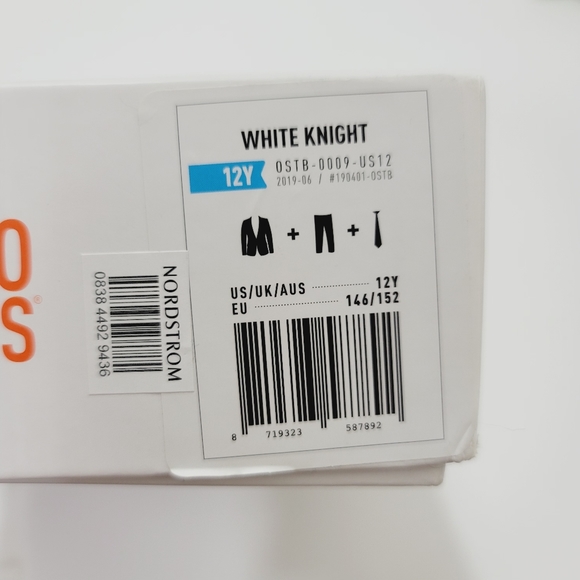 WHITE KNIGHT
12Y
OSTB-0009-US12
2019-06 / #190401-OSTB
+ +
US/UK/AUS 12Y
EU 146/152
8 719323 587892
NORDSTROM
0838 4492 9436
O
S®